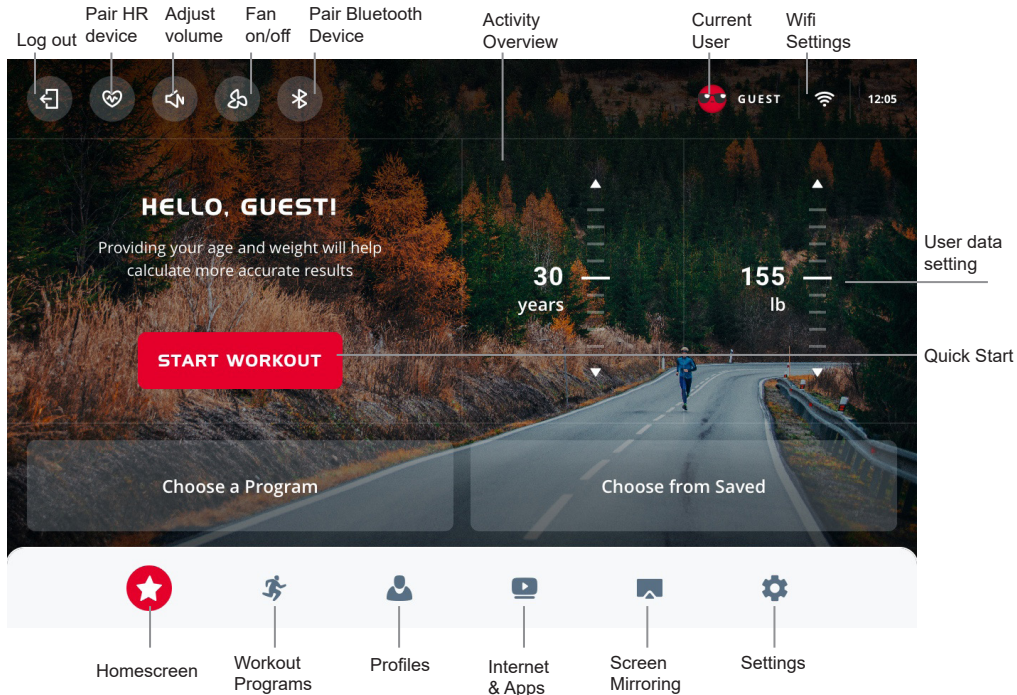 Log out
Pair HR
device
Adjust
volume
Fan
on/off
Pair Bluetooth
Device
Activity
Overview
Current
User
Wifi
Settings
GUEST
12:05
HELLO, GUEST!
Providing your age and weight will help
calculate more accurate results
30
years
155
lb
User data
setting
START WORKOUT
Quick Start
Choose a Program
Choose from Saved
Homescreen
Workout
Programs
Profiles
Internet
& Apps
Screen
Mirroring
Settings